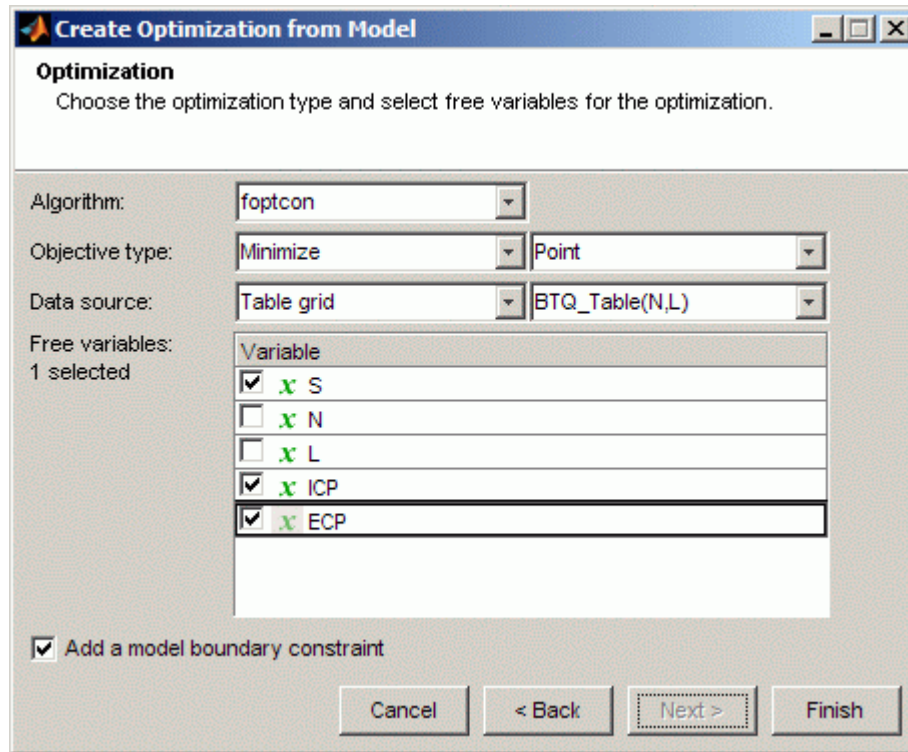 Create Optimization from Model
Optimization
Choose the optimization type and select free variables for the optimization.
Algorithm: foptcon
Objective type: Minimize Point
Data source: Table grid BTQ_Table(N,L)
Free variables:
1 selected
Variable
x S
x N
x L
x ICP
x ECP
Add a model boundary constraint
Cancel < Back Next > Finish